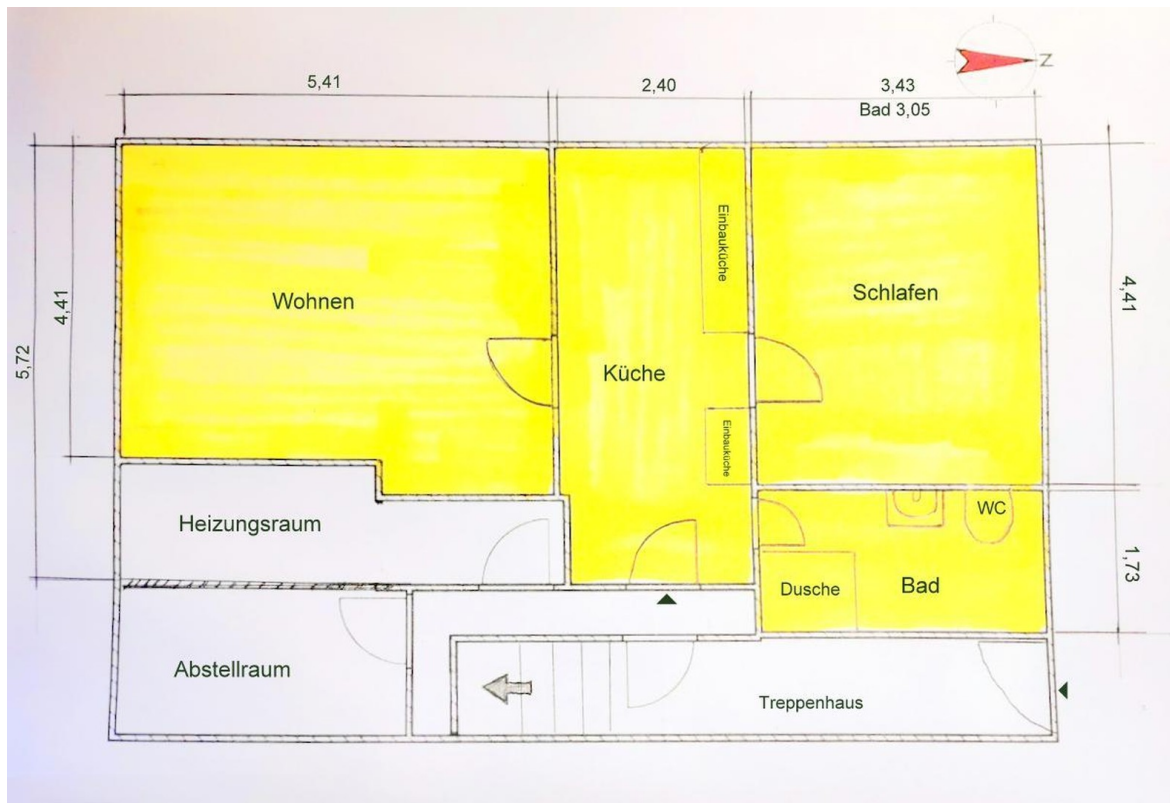 N
5,41
2,40
3,43
Bad 3,05
5,72
4,41
4,41
1,73
Wohnen
Küche
Einbauküche
Einbauküche
Schlafen
WC
Dusche
Bad
Heizungsraum
Abstellraum
Treppenhaus